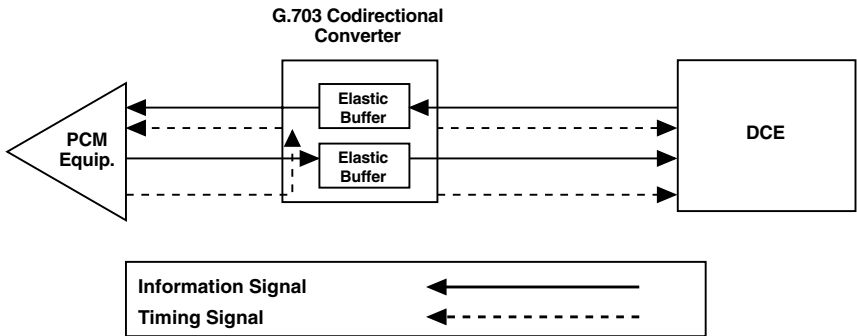 G.703 Codirectional
Converter
Elastic
Buffer
PCM
Equip.
DCE
Elastic
Buffer
Information Signal
Timing Signal